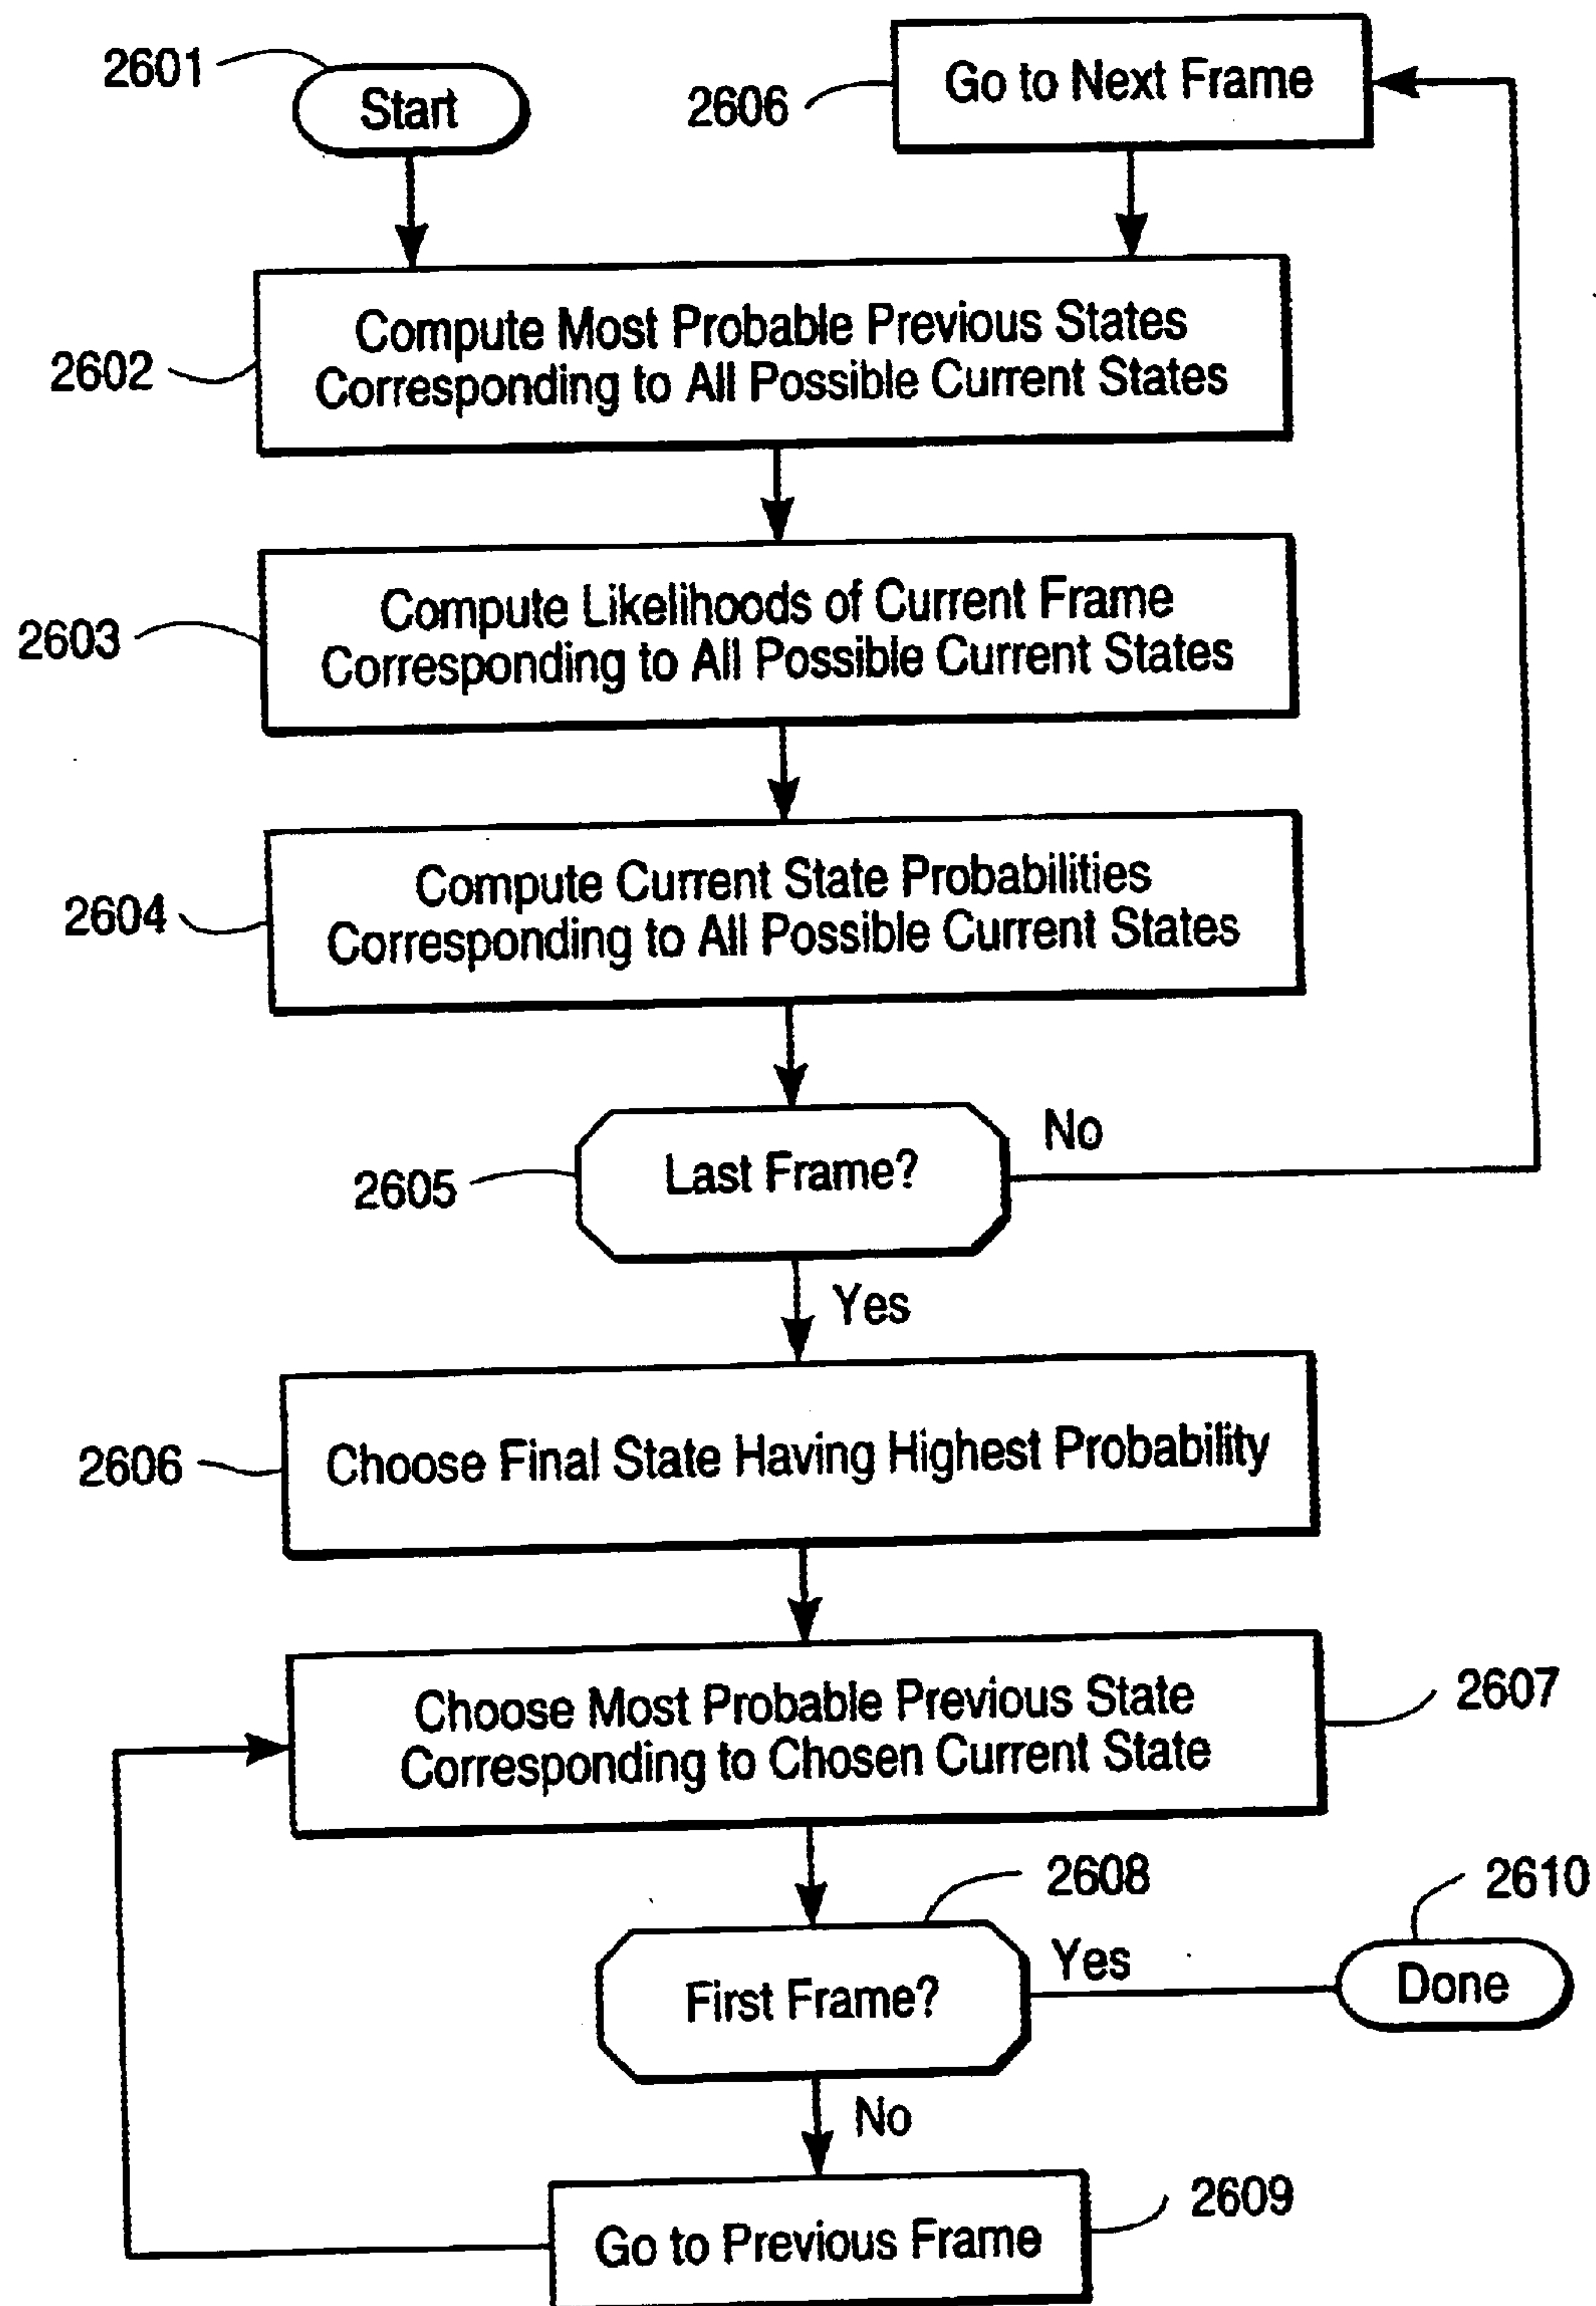 2601
Start
2606
Go to Next Frame
2602
Compute Most Probable Previous States
Corresponding to All Possible Current States
2603
Compute Likelihoods of Current Frame
Corresponding to All Possible Current States
2604
Compute Current State Probabilities
Corresponding to All Possible Current States
2605
Last Frame?
No
Yes
2606
Choose Final State Having Highest Probability
Choose Most Probable Previous State
Corresponding to Chosen Current State
2607
2608
2610
First Frame?
Yes
Done
No
2609
Go to Previous Frame